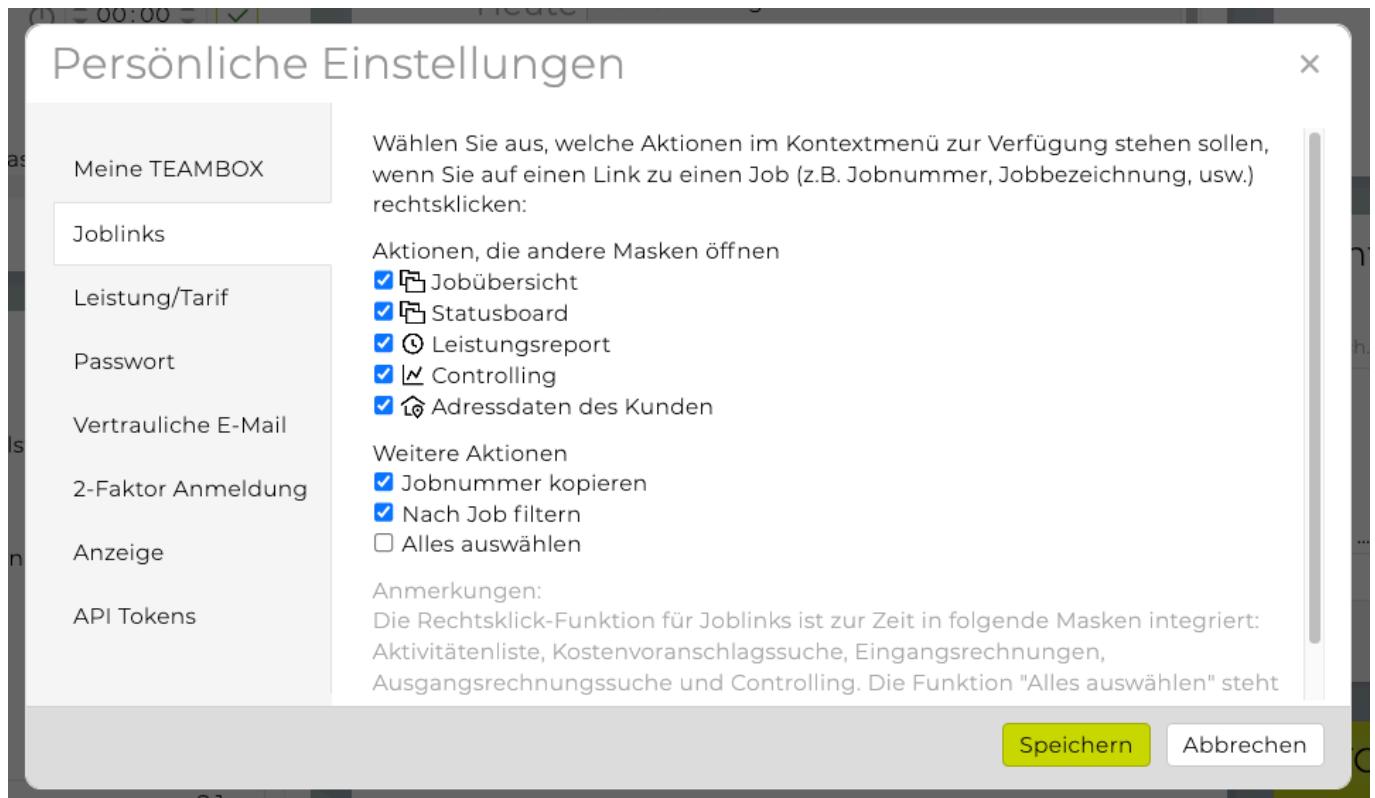 00:00
Heute
Persönliche Einstellungen
×
Meine TEAMBOX
Joblinks
Leistung/Tarif
Passwort
Vertrauliche E-Mail
2-Faktor Anmeldung
Anzeige
API Tokens
Wählen Sie aus, welche Aktionen im Kontextmenü zur Verfügung stehen sollen,
wenn Sie auf einen Link zu einen Job (z.B. Jobnummer, Jobbezeichnung, usw.)
rechtsklicken:
Aktionen, die andere Masken öffnen
Jobübersicht
Statusboard
Leistungsreport
Controlling
Adressdaten des Kunden
Weitere Aktionen
Jobnummer kopieren
Nach Job filtern
Alles auswählen
Anmerkungen:
Die Rechtsklick-Funktion für Joblinks ist zur Zeit in folgende Masken integriert:
Aktivitätenliste, Kostenvoranschlagssuche, Eingangsrechnungen,
Ausgangsrechnungssuche und Controlling. Die Funktion "Alles auswählen" steht
Speichern
Abbrechen